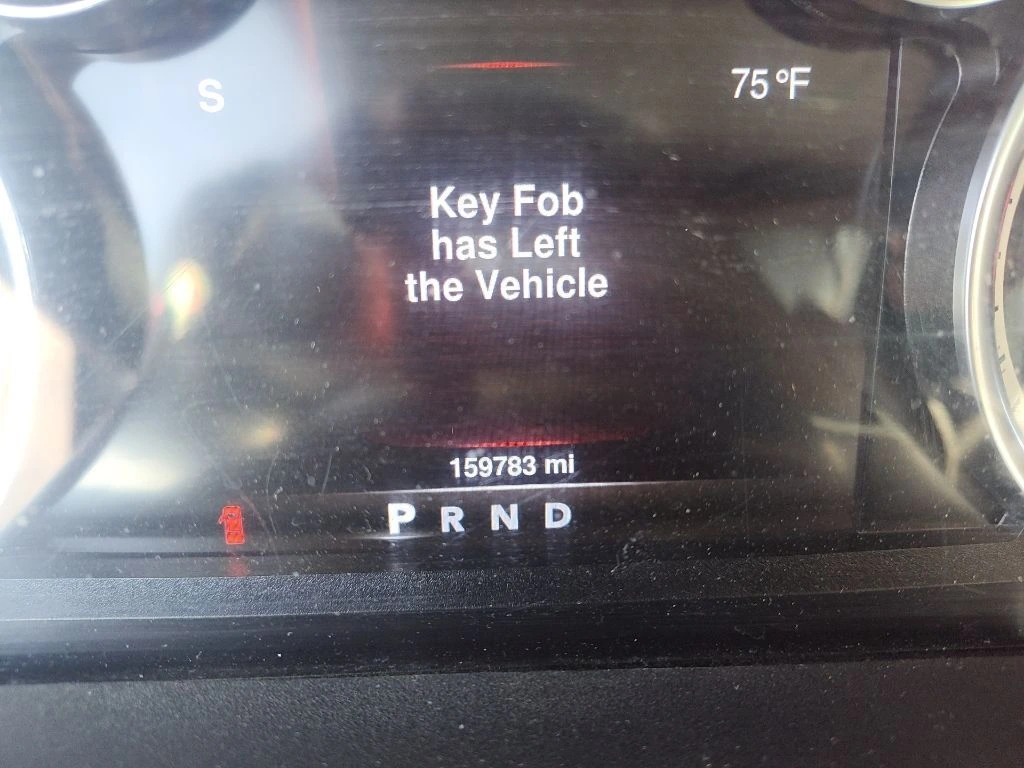 S
75 °F
Key Fob
has Left
the Vehicle
159783 mi
P R N D